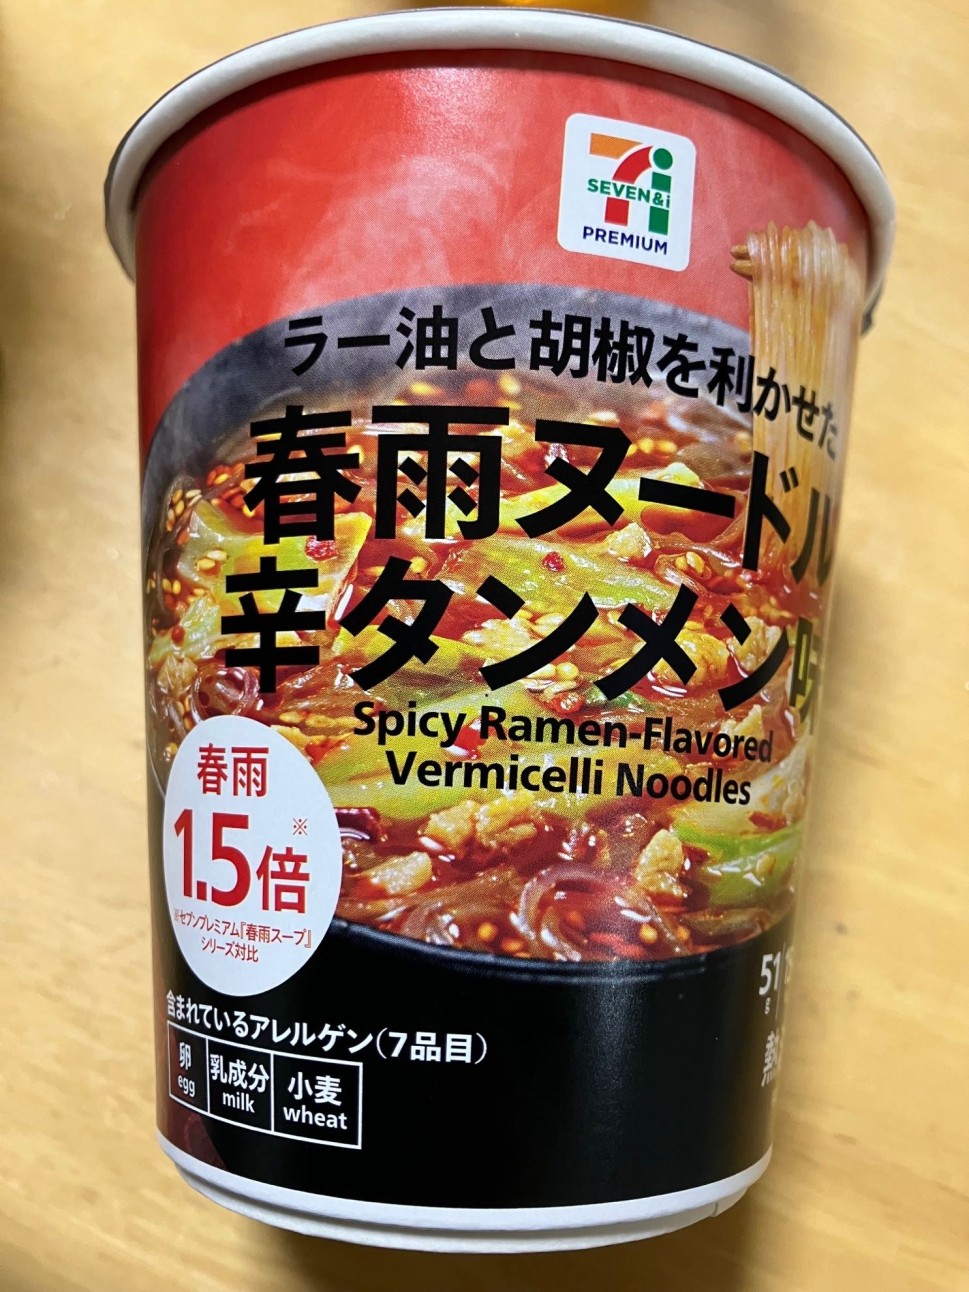 SEVEN&i
PREMIUM
ラー油と胡椒を利かせた
春雨ヌードル
辛タンメン味
Spicy Ramen-Flavored
Vermicelli Noodles
春雨
1.5倍※
※セブンプレミアム『春雨スープ』
シリーズ対比
含まれているアレルゲン(7品目)
卵 乳成分 小麦
egg milk wheat
51
g